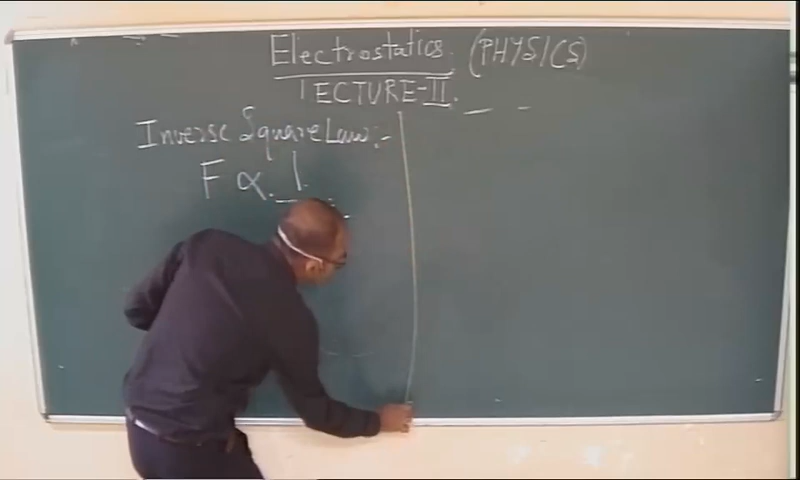 Electrostatics. (PHYSICS)
LECTURE-II.
Inverse Square Law:-
F ∝ 1